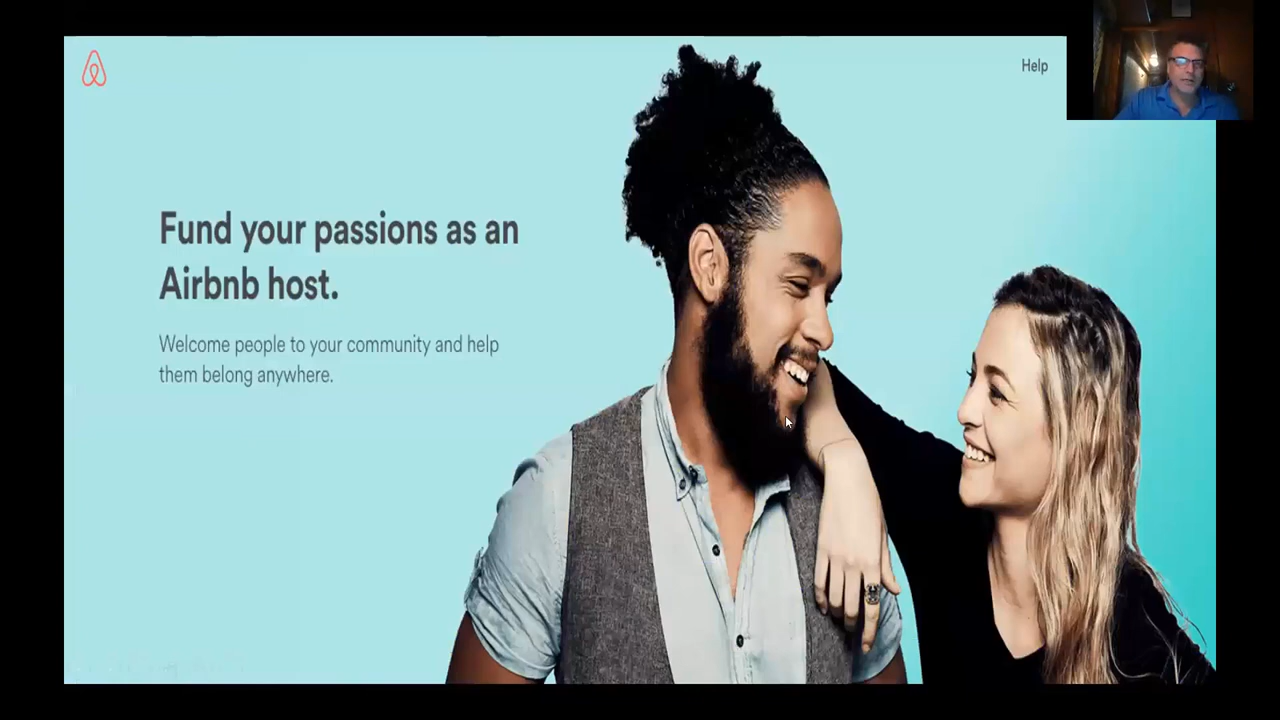 Help
Fund your passions as an
Airbnb host.
Welcome people to your community and help
them belong anywhere.